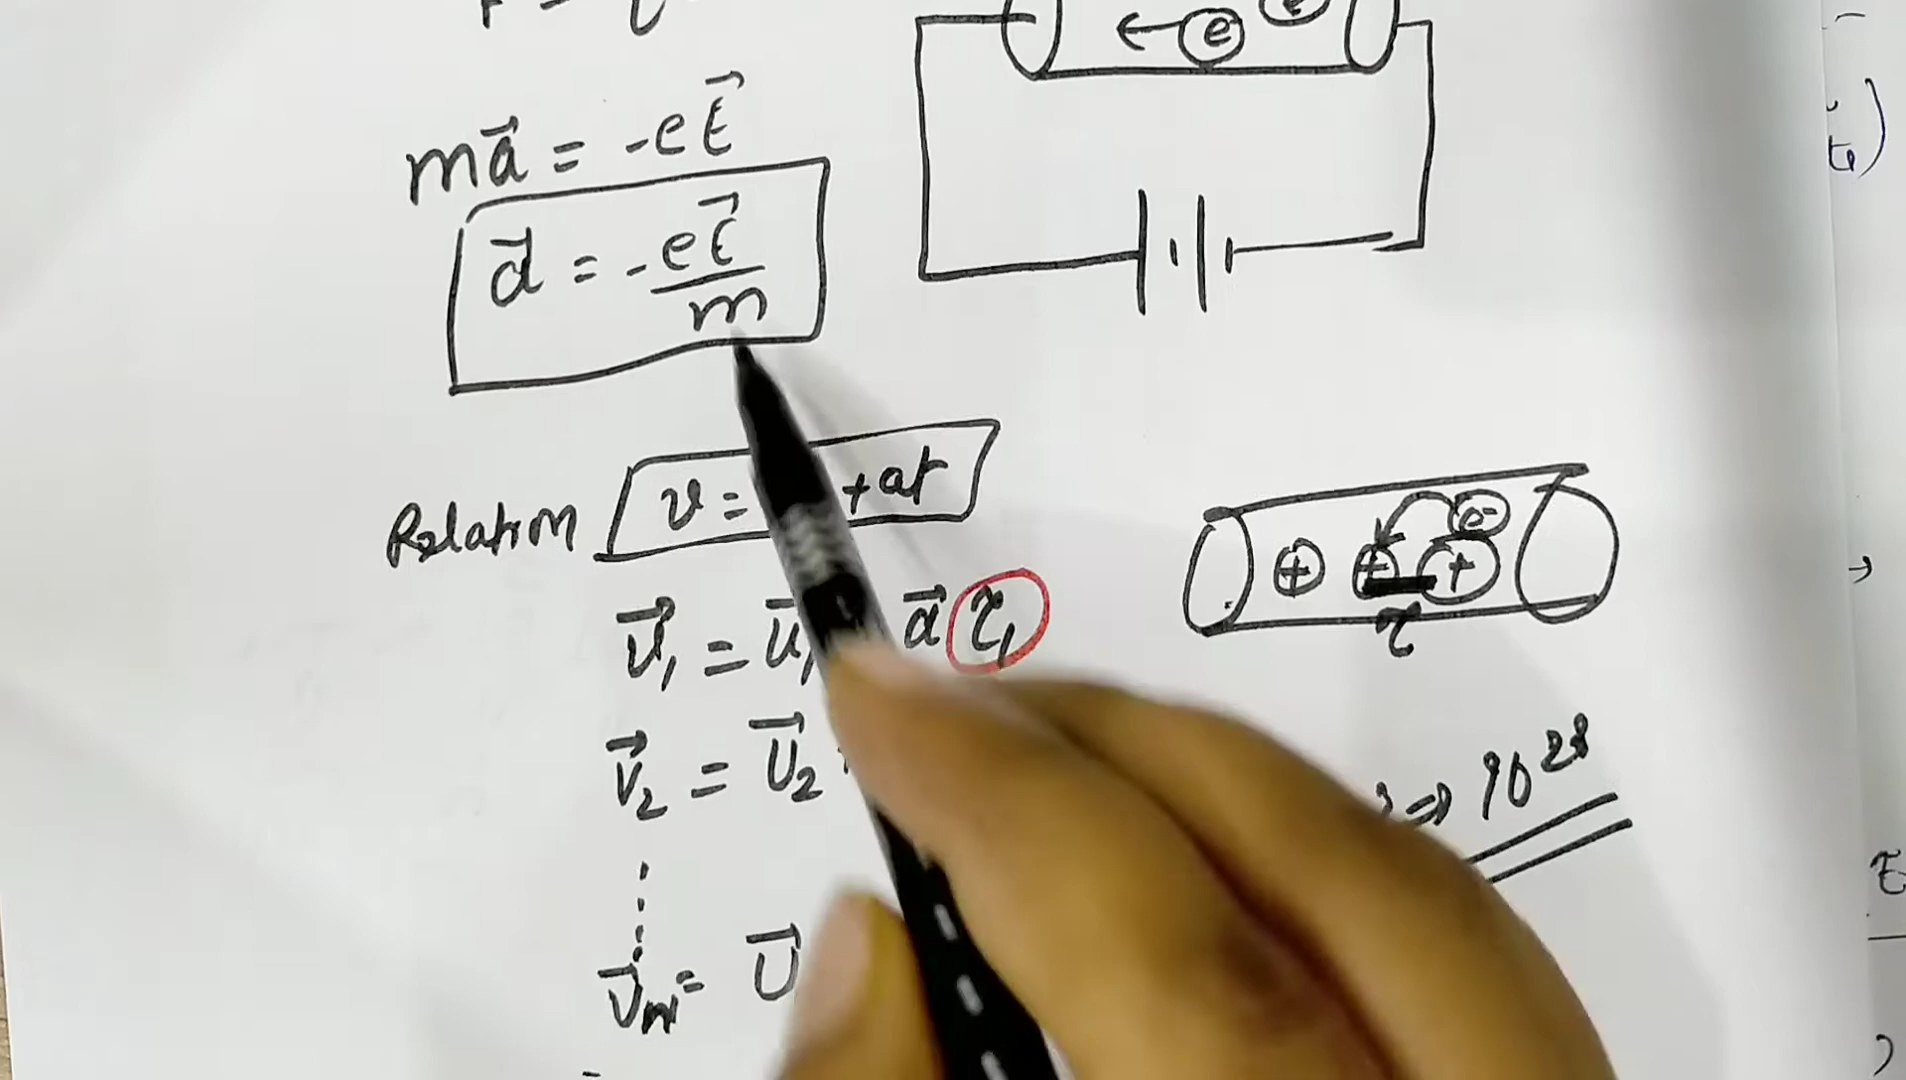 e
ma⃗ = -eE⃗
a⃗ = -eE⃗/m
Relation v = +at
v⃗₁ = u⃗₁ a⃗ τ₁
e-
+ + +
τ
v⃗₂ = u⃗₂
⇒ 10²⁸
v⃗ₙ = u⃗